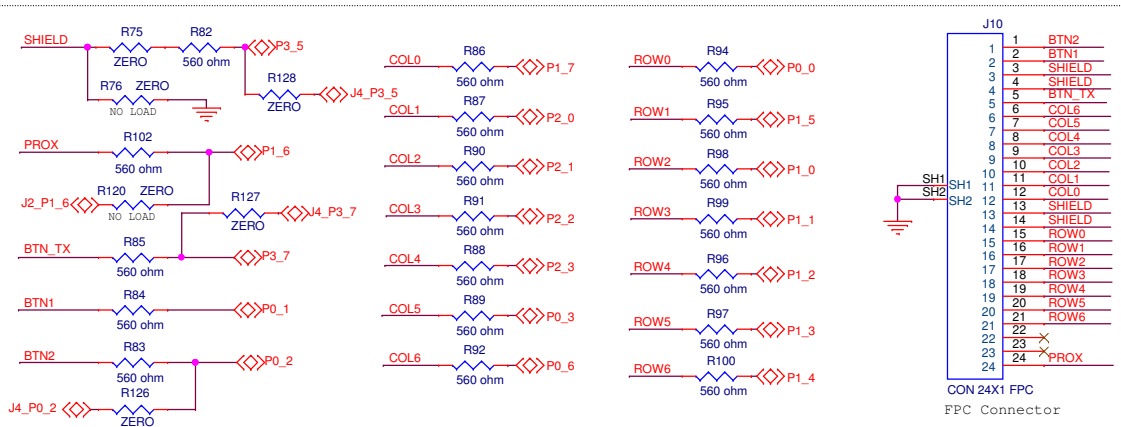 SHIELD R75 ZERO R82 560 ohm P3_5
R76 ZERO NO LOAD
R128 ZERO J4_P3_5
PROX R102 560 ohm P1_6
J2_P1_6 R120 ZERO NO LOAD
R127 ZERO J4_P3_7
BTN_TX R85 560 ohm P3_7
BTN1 R84 560 ohm P0_1
BTN2 R83 560 ohm P0_2
J4_P0_2 R126 ZERO
COL0 R86 560 ohm P1_7
COL1 R87 560 ohm P2_0
COL2 R90 560 ohm P2_1
COL3 R91 560 ohm P2_2
COL4 R88 560 ohm P2_3
COL5 R89 560 ohm P0_3
COL6 R92 560 ohm P0_6
ROW0 R94 560 ohm P0_0
ROW1 R95 560 ohm P1_5
ROW2 R98 560 ohm P1_0
ROW3 R99 560 ohm P1_1
ROW4 R96 560 ohm P1_2
ROW5 R97 560 ohm P1_3
ROW6 R100 560 ohm P1_4
J10
1 1 BTN2
2 2 BTN1
3 3 SHIELD
4 4 SHIELD
5 5 BTN_TX
6 6 COL6
7 7 COL5
8 8 COL4
9 9 COL3
10 10 COL2
SH1 SH1 11 11 COL1
SH2 SH2 12 12 COL0
13 13 SHIELD
14 14 SHIELD
15 15 ROW0
16 16 ROW1
17 17 ROW2
18 18 ROW3
19 19 ROW4
20 20 ROW5
21 21 ROW6
22 22
23 23
24 24 PROX
CON 24X1 FPC
FPC Connector